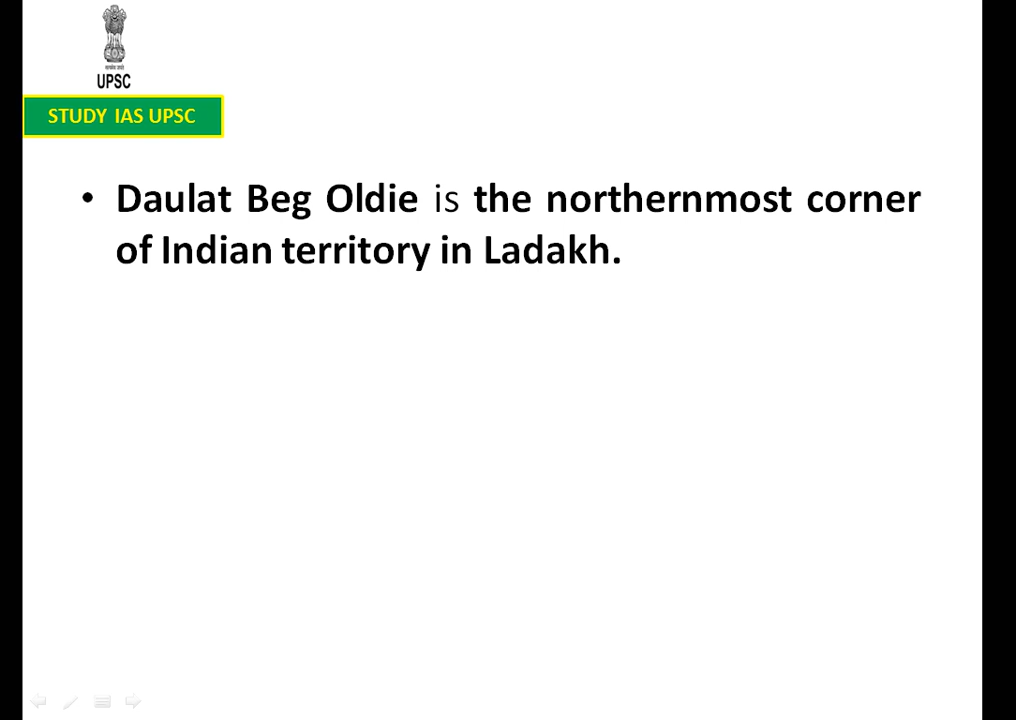 UPSC
STUDY IAS UPSC
• Daulat Beg Oldie is the northernmost corner
of Indian territory in Ladakh.